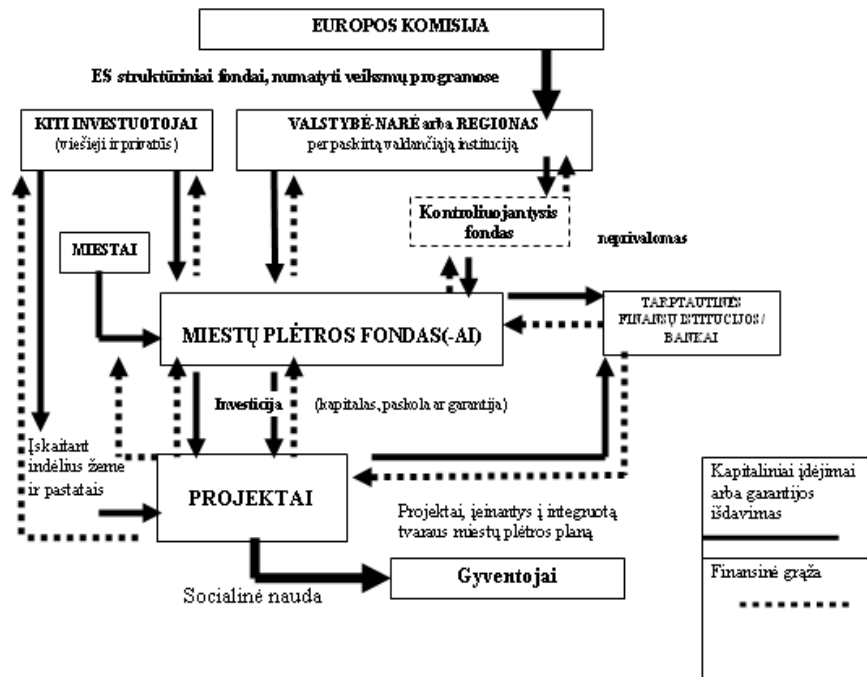 EUROPOS KOMISIJA
ES struktūriniai fondai, numatyti veiksmų programose
KITI INVESTUOTOJAI
(viešieji ir privatūs)
VALSTYBĖ-NARĖ arba REGIONAS
per paskirtą valdančiąją instituciją
Kontroliuojantysis
fondas
neprivalomas
MIESTAI
MIESTŲ PLĖTROS FONDAS(-AI)
TARPTAUTINĖS
FINANSŲ ISTITUCIJOS/
BANKAI
Investicija
(kapitalas, paskola ar garantija)
Įskaitant
indėlius žeme
ir pastatais
PROJEKTAI
Projektai, įeinantys į integruotą
tvaraus miestų plėtros planą
Gyventojai
Socialinė nauda
Kapitaliniai įdėjimai
arba garantijos
išdavimas
Finansinė grąža